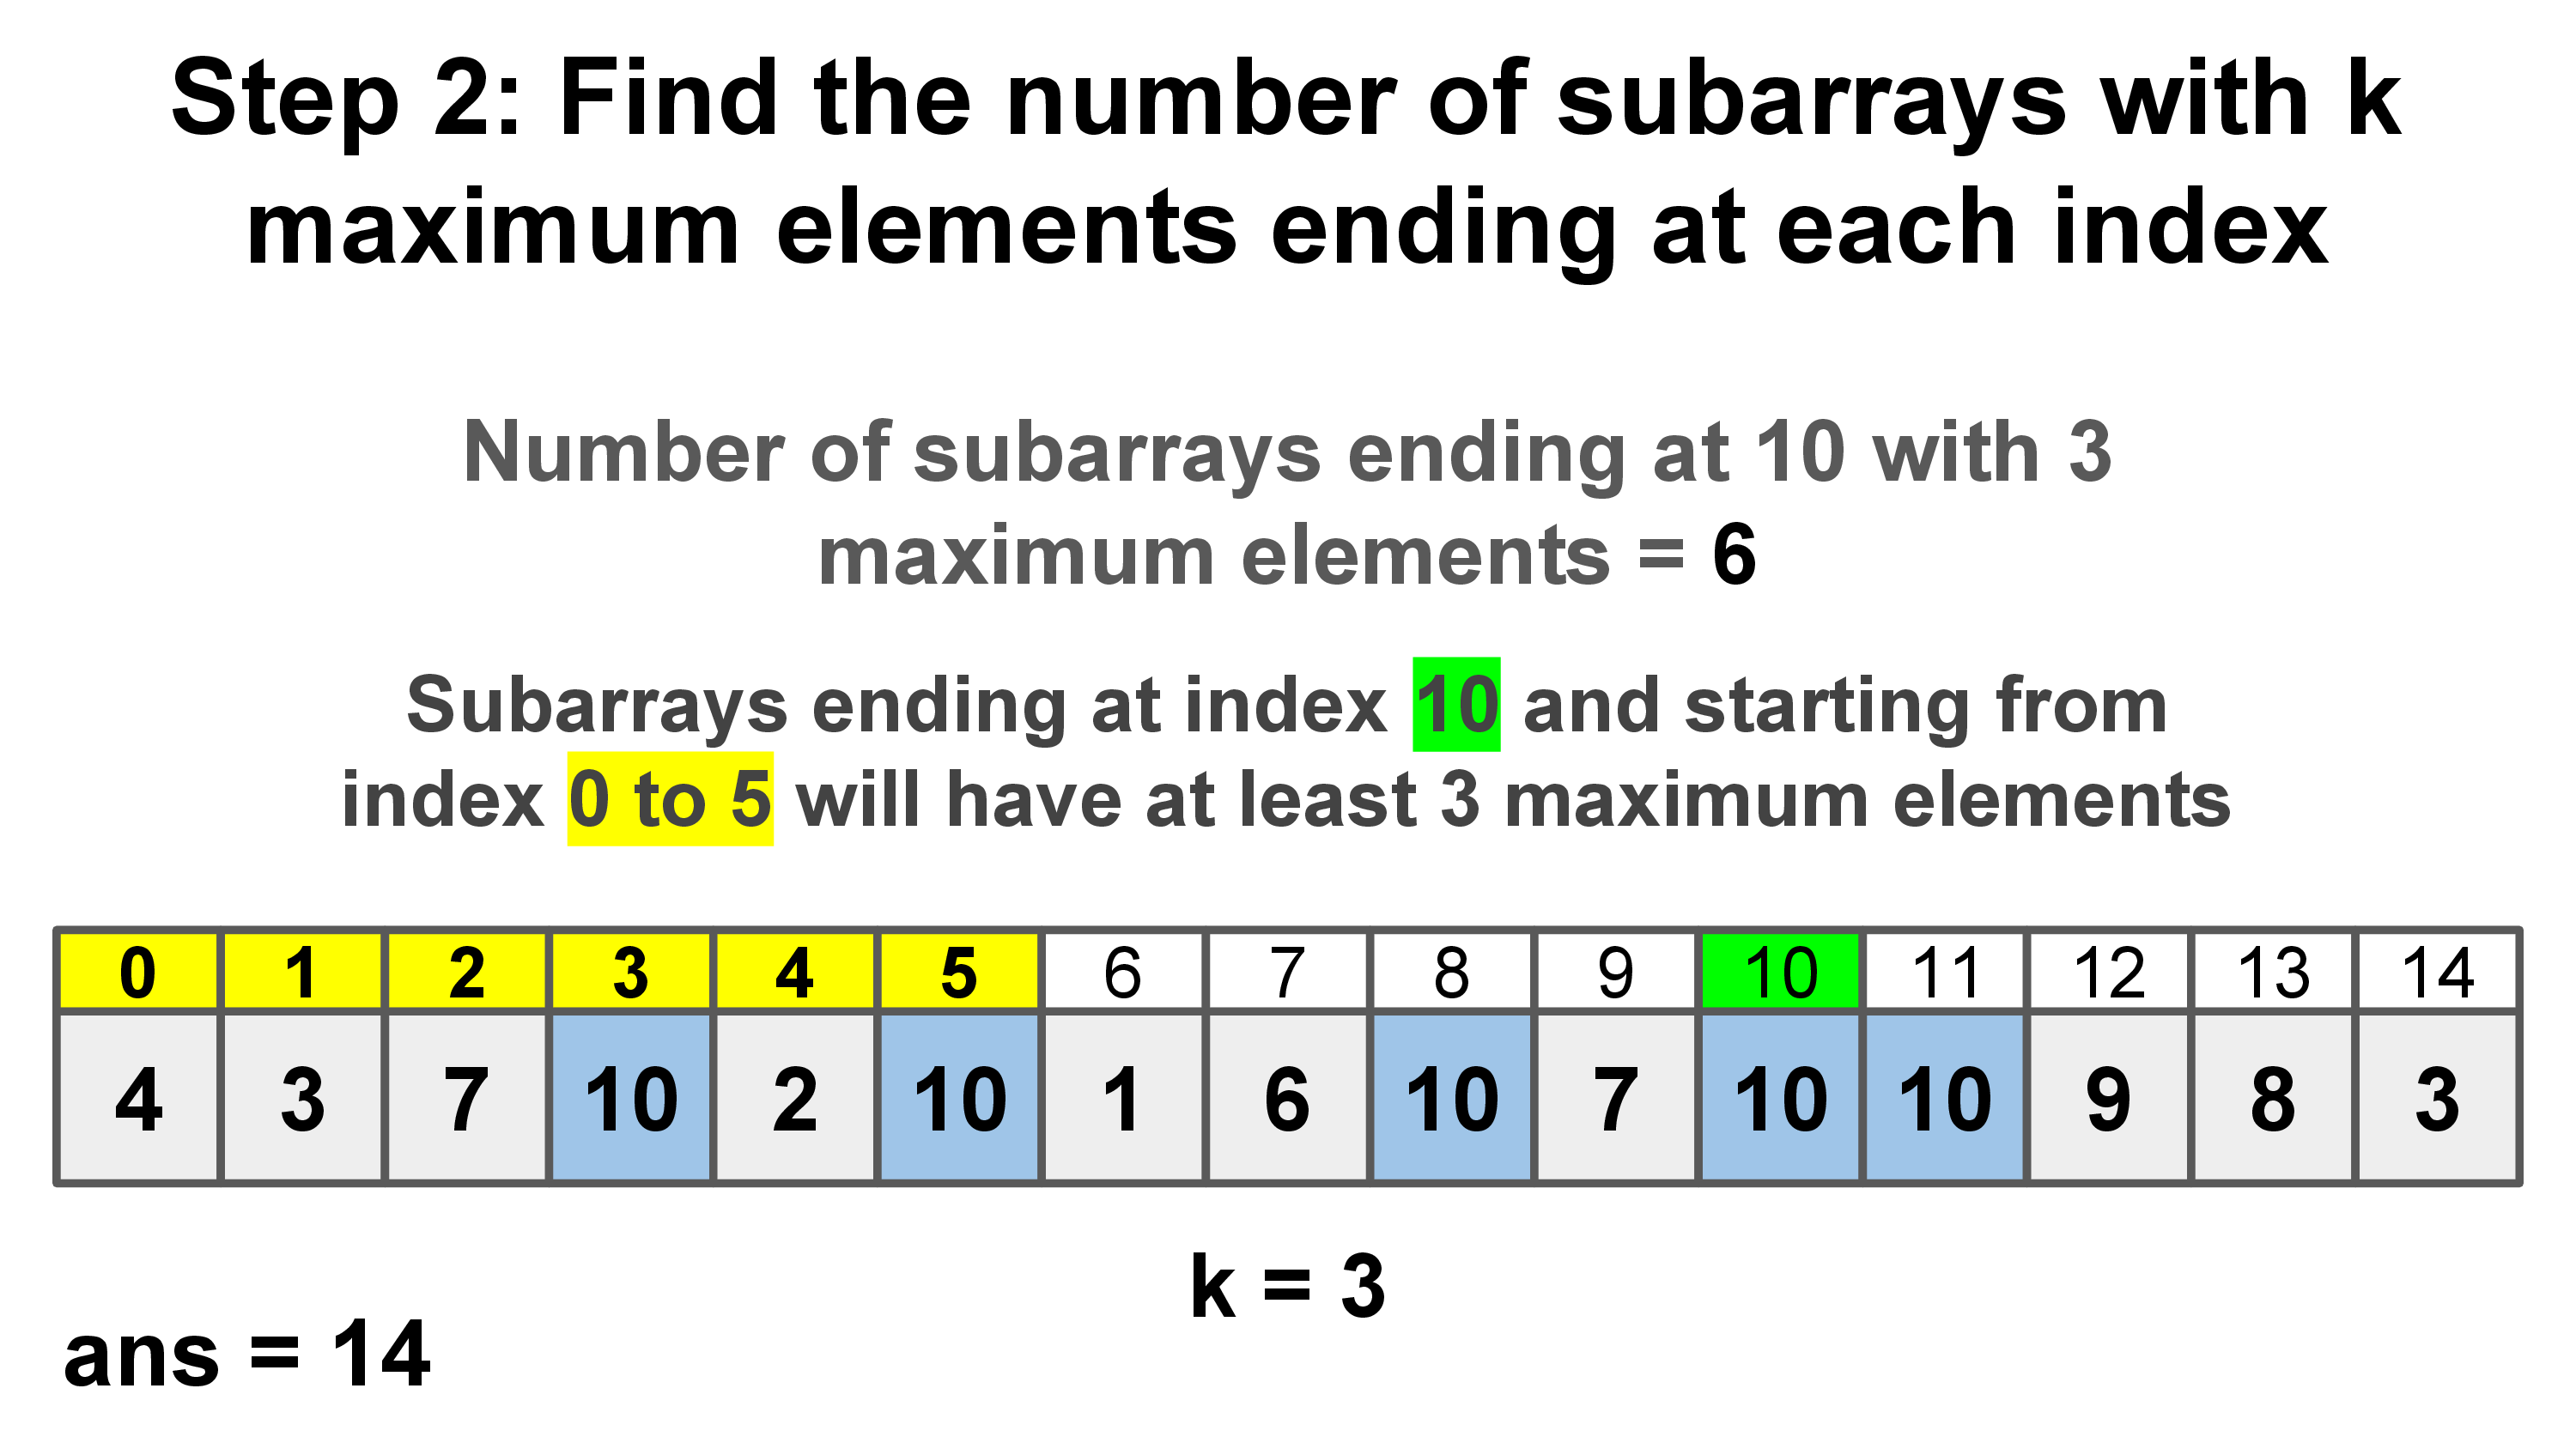 Step 2: Find the number of subarrays with k
maximum elements ending at each index
Number of subarrays ending at 10 with 3
maximum elements = 6
Subarrays ending at index 10 and starting from
index 0 to 5 will have at least 3 maximum elements
0 1 2 3 4 5 6 7 8 9 10 11 12 13 14
4 3 7 10 2 10 1 6 10 7 10 10 9 8 3
k = 3
ans = 14